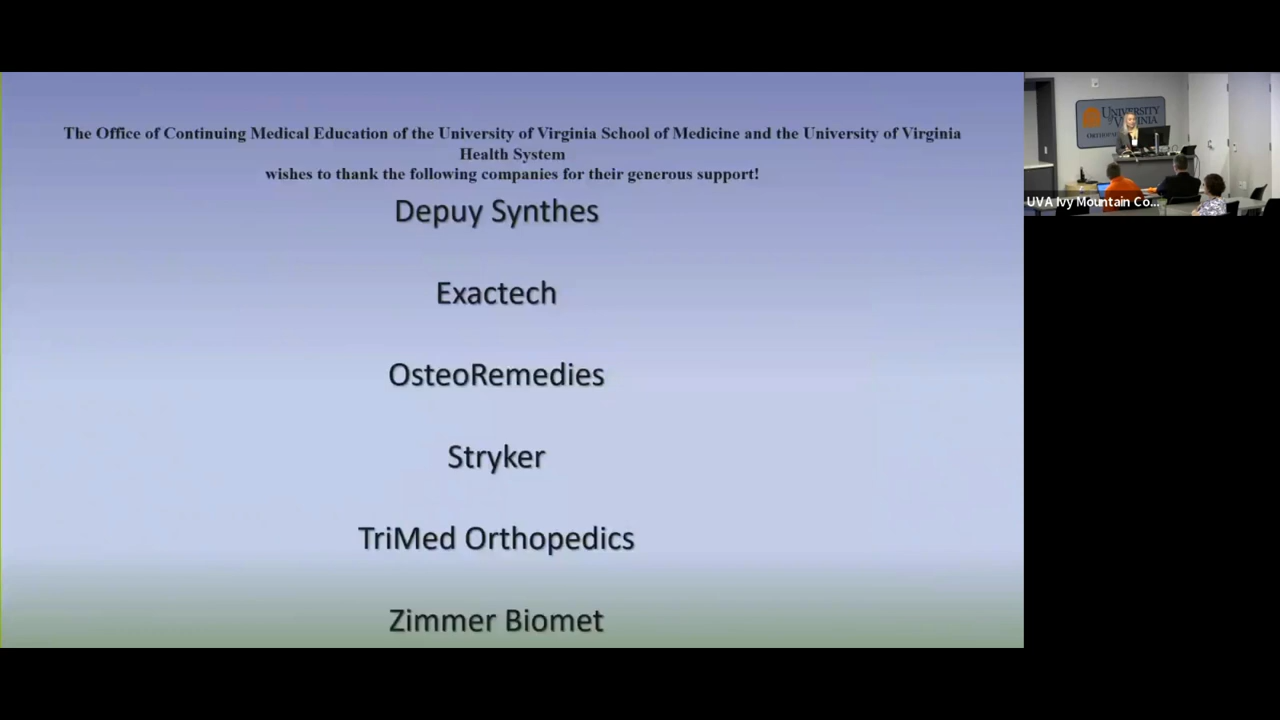 The Office of Continuing Medical Education of the University of Virginia School of Medicine and the University of Virginia
Health System
wishes to thank the following companies for their generous support!
Depuy Synthes
Exactech
OsteoRemedies
Stryker
TriMed Orthopedics
Zimmer Biomet
UNIVERSITY
VIRGINIA
UVA Ivy Mountain Co...